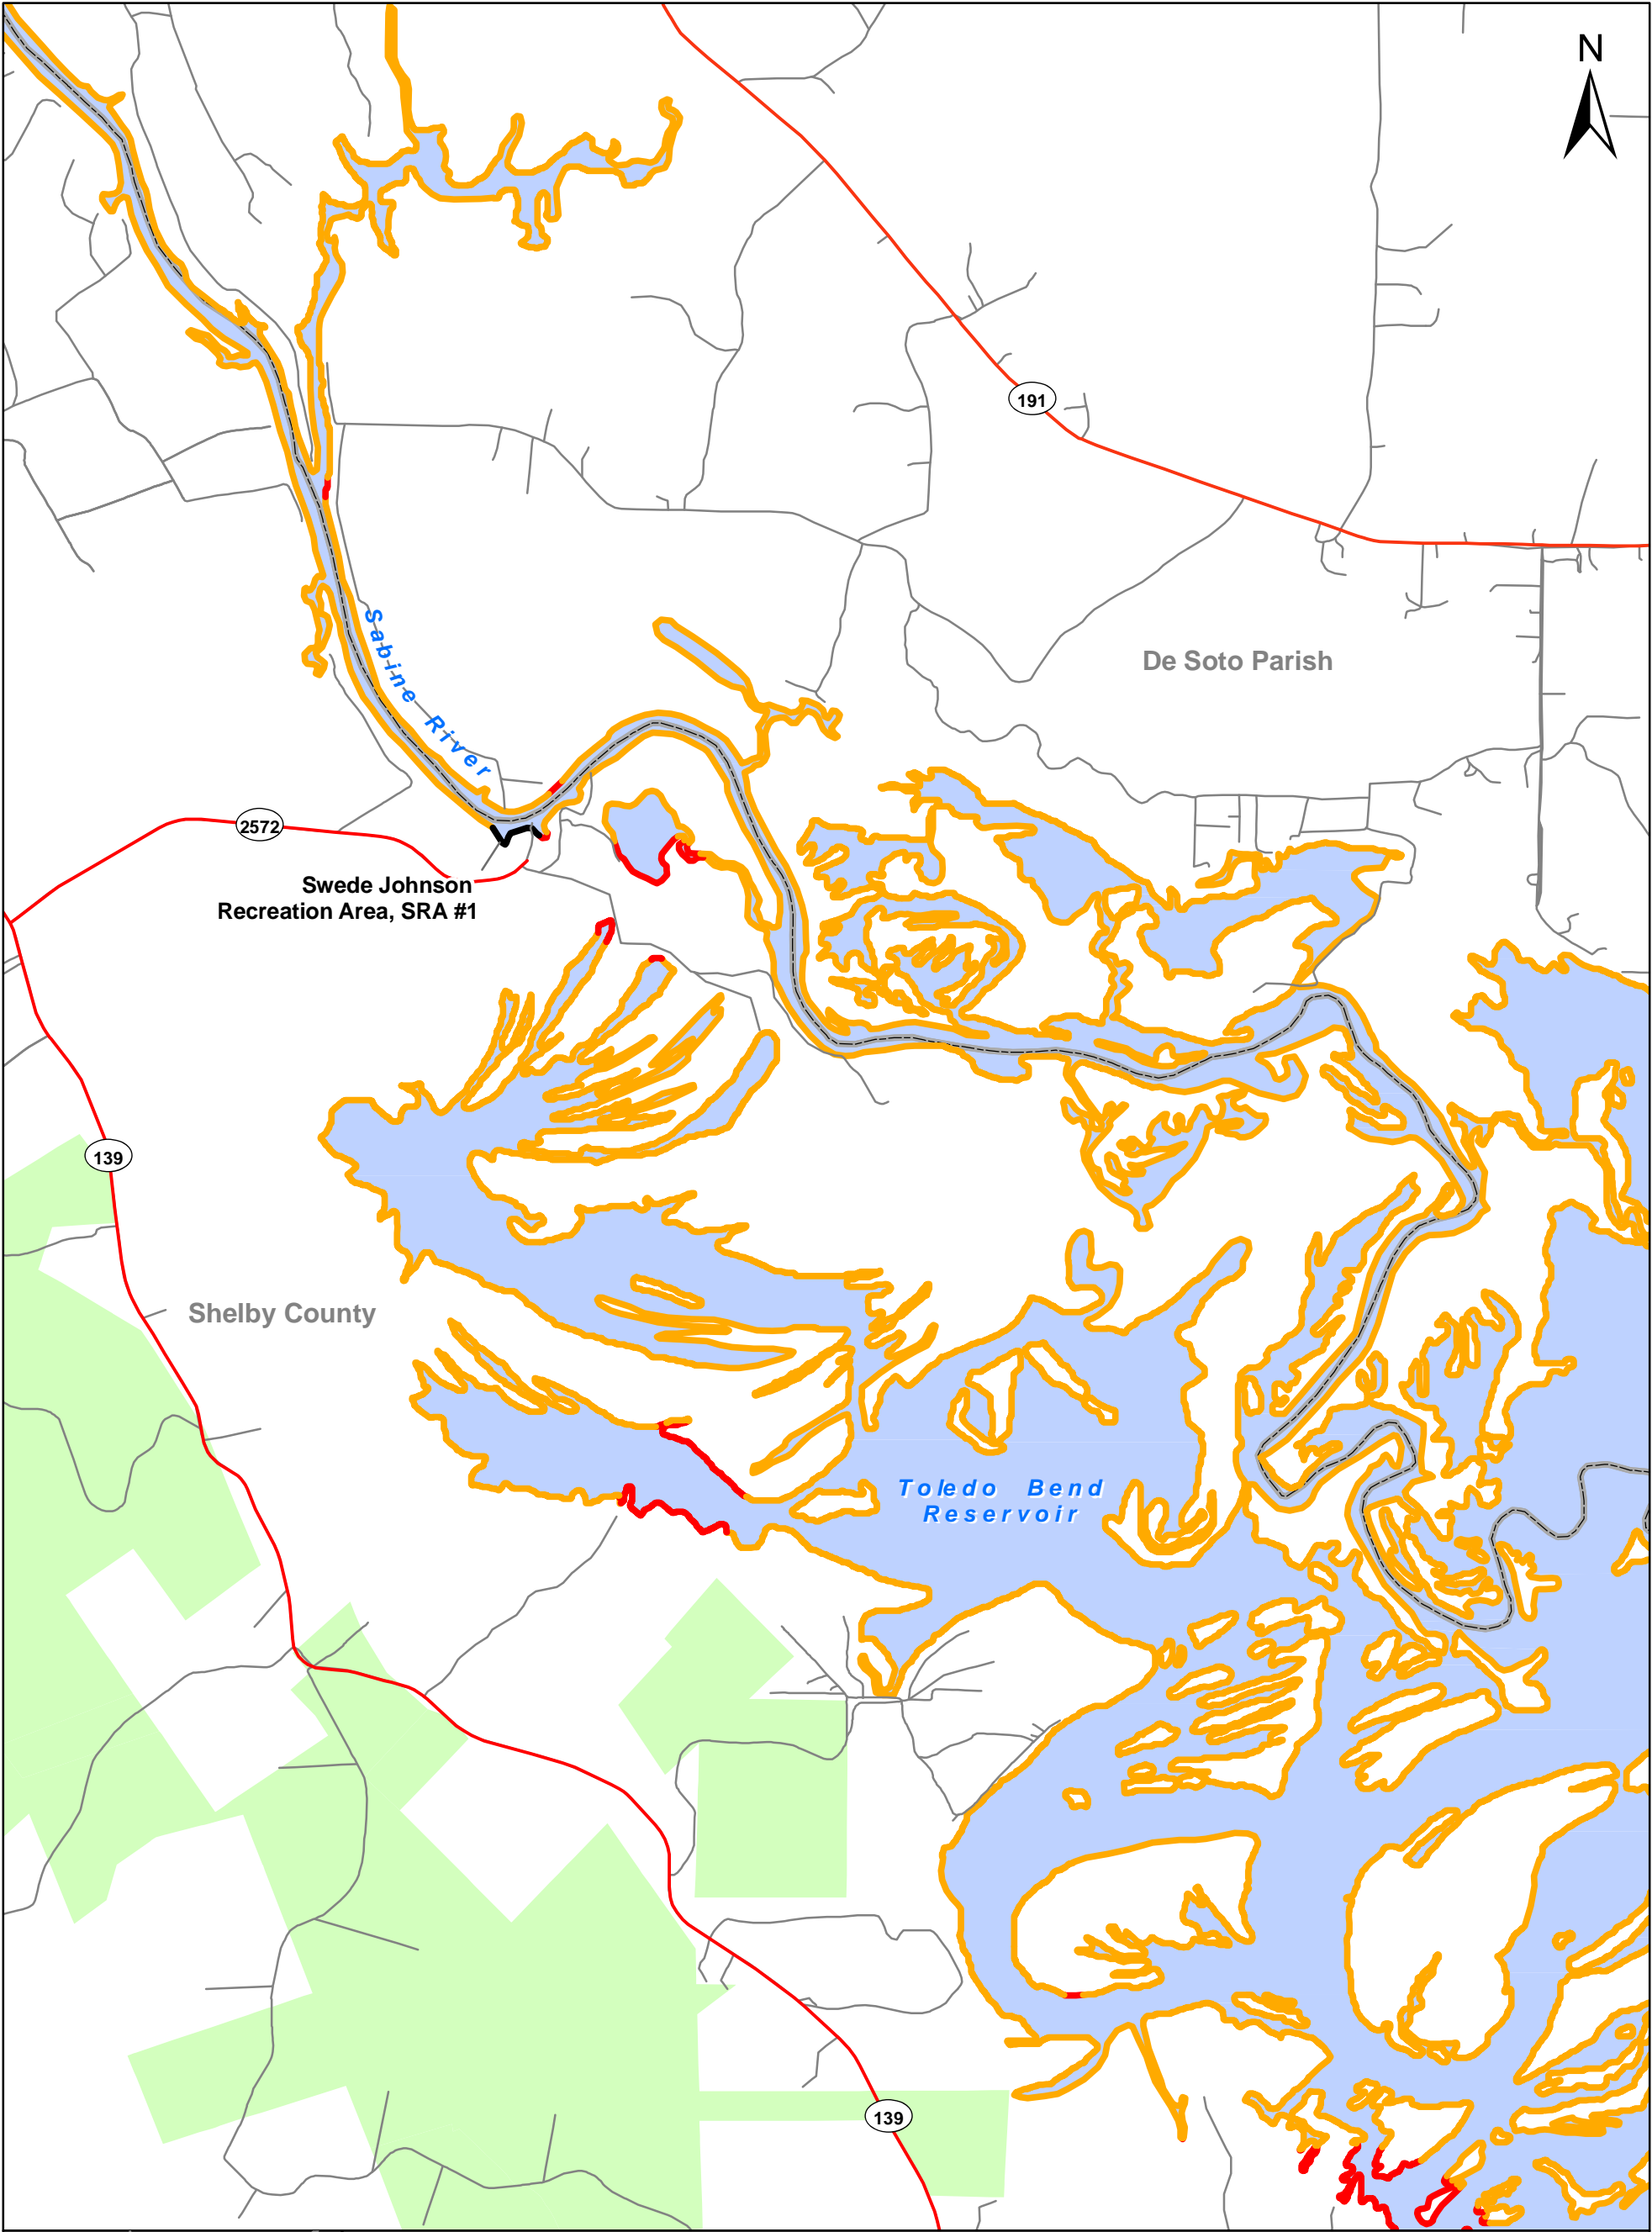 N
191
De Soto Parish
Sabine River
2572
Swede Johnson
Recreation Area, SRA #1
139
Shelby County
Toledo Bend
Reservoir
139